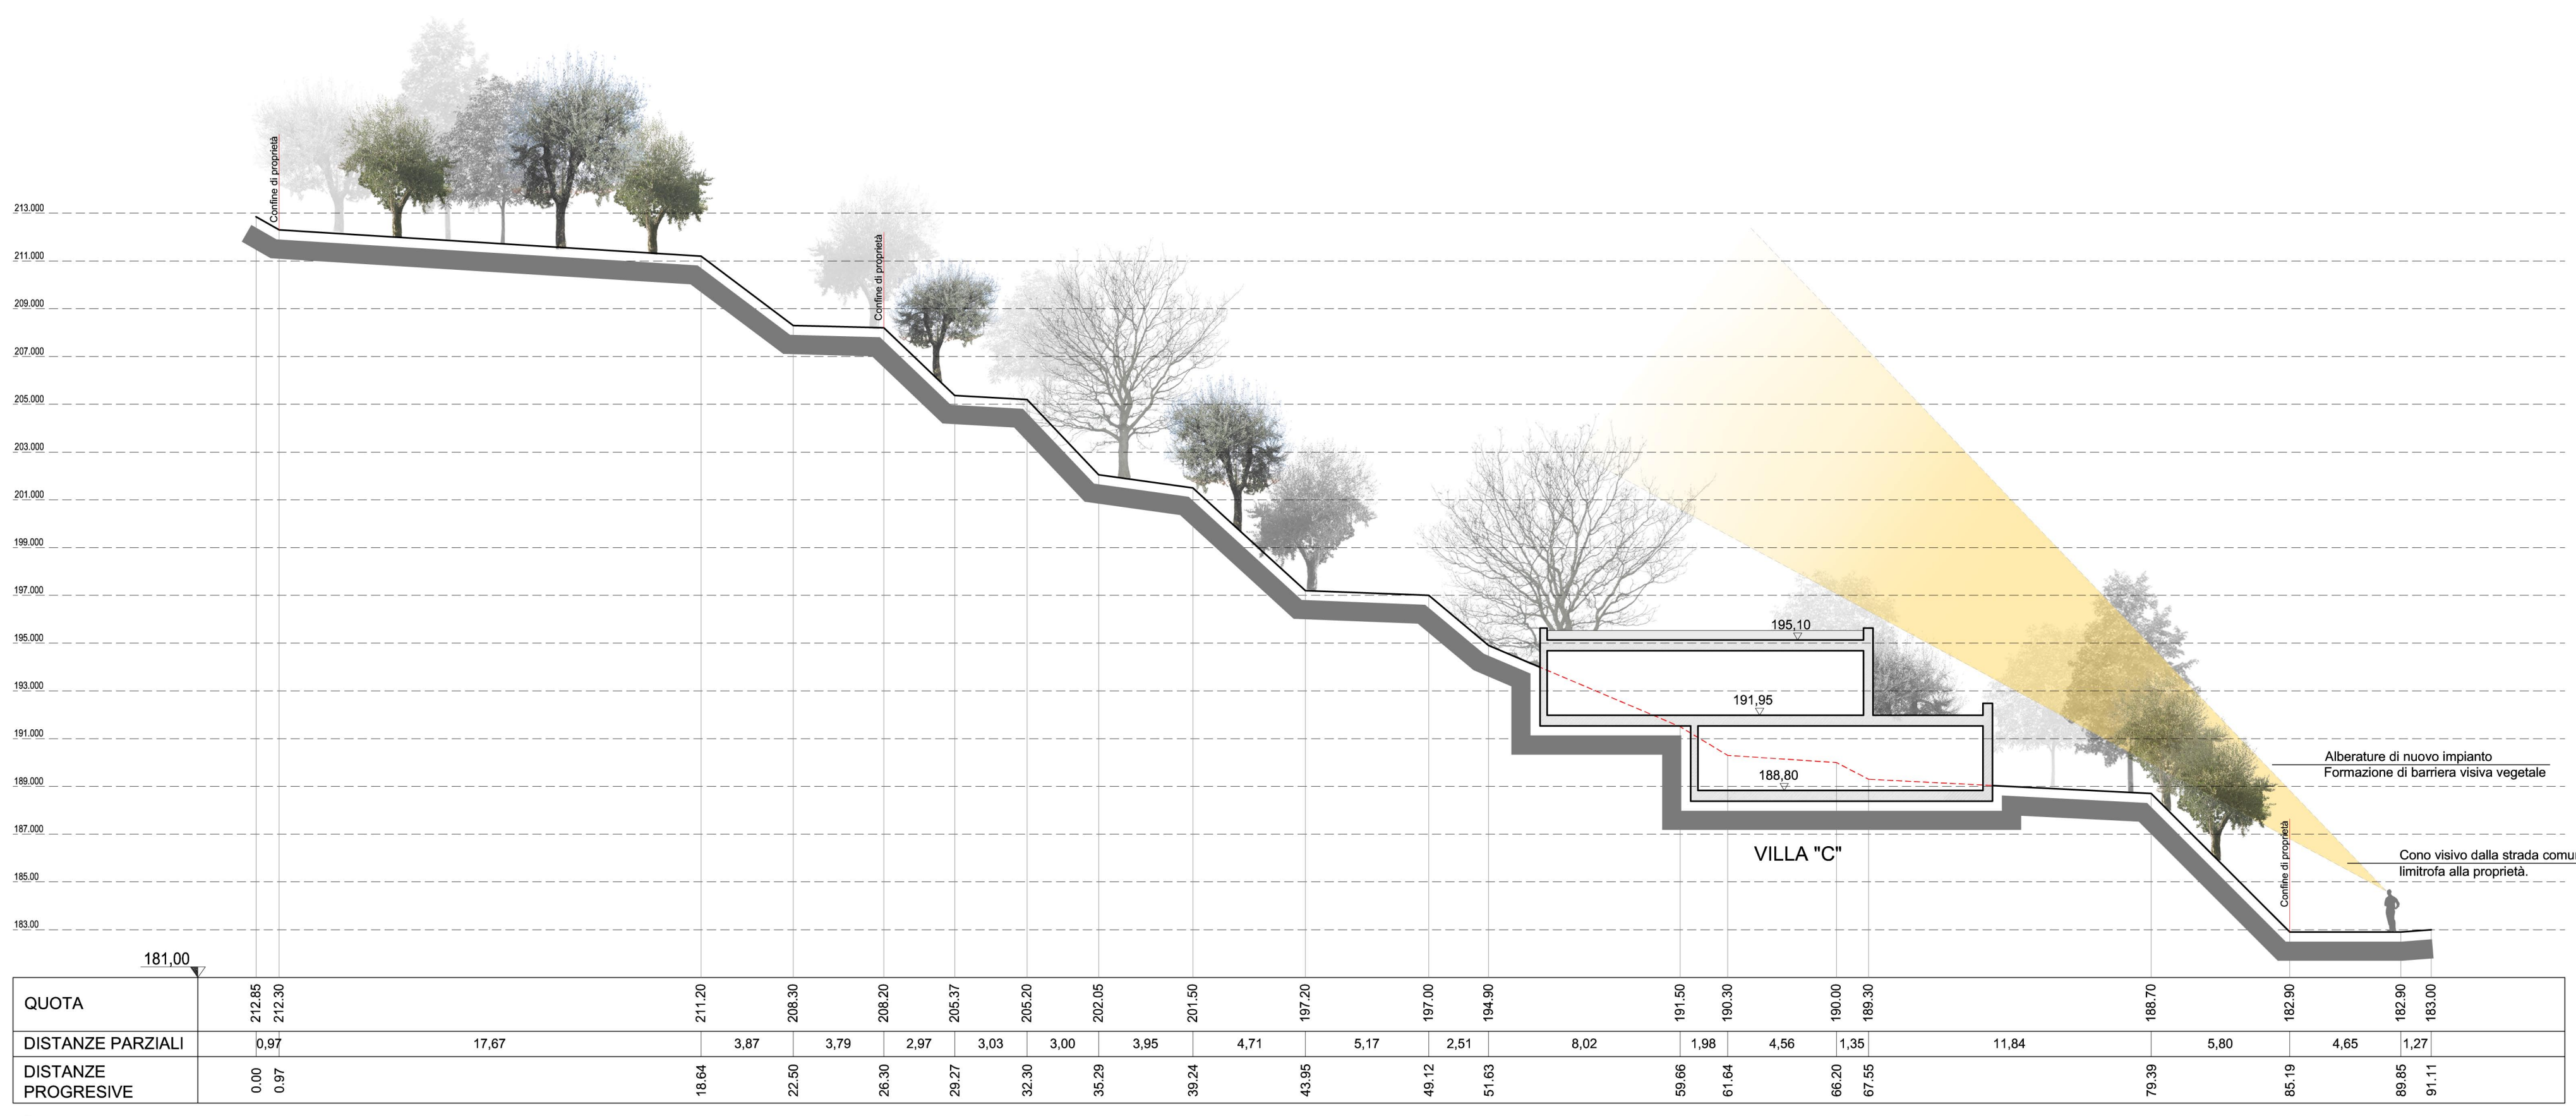 Confine di proprietà
213.000
211.000
Confine di proprietà
209.000
207.000
205.000
203.000
201.000
199.000
197.000
195.000
195,10
193.000
191,95
191.000
Alberature di nuovo impianto
Formazione di barriera visiva vegetale
189.000
188,80
187.000
VILLA "C"
Confine di proprietà
Cono visivo dalla strada comu
limitrofa alla proprietà.
185.00
183.00
181,00
QUOTA 212.85 212.30 211.20 208.30 208.20 205.37 205.20 202.05 201.50 197.20 197.00 194.90 191.50 190.30 190.00 189.30 188.70 182.90 182.90 183.00
DISTANZE PARZIALI 0,97 17,67 3,87 3,79 2,97 3,03 3,00 3,95 4,71 5,17 2,51 8,02 1,98 4,56 1,35 11,84 5,80 4,65 1,27
DISTANZE
PROGRESIVE 0.00 0.97 18.64 22.50 26.30 29.27 32.30 35.29 39.24 43.95 49.12 51.63 59.66 61.64 66.20 67.55 79.39 85.19 89.85 91.11